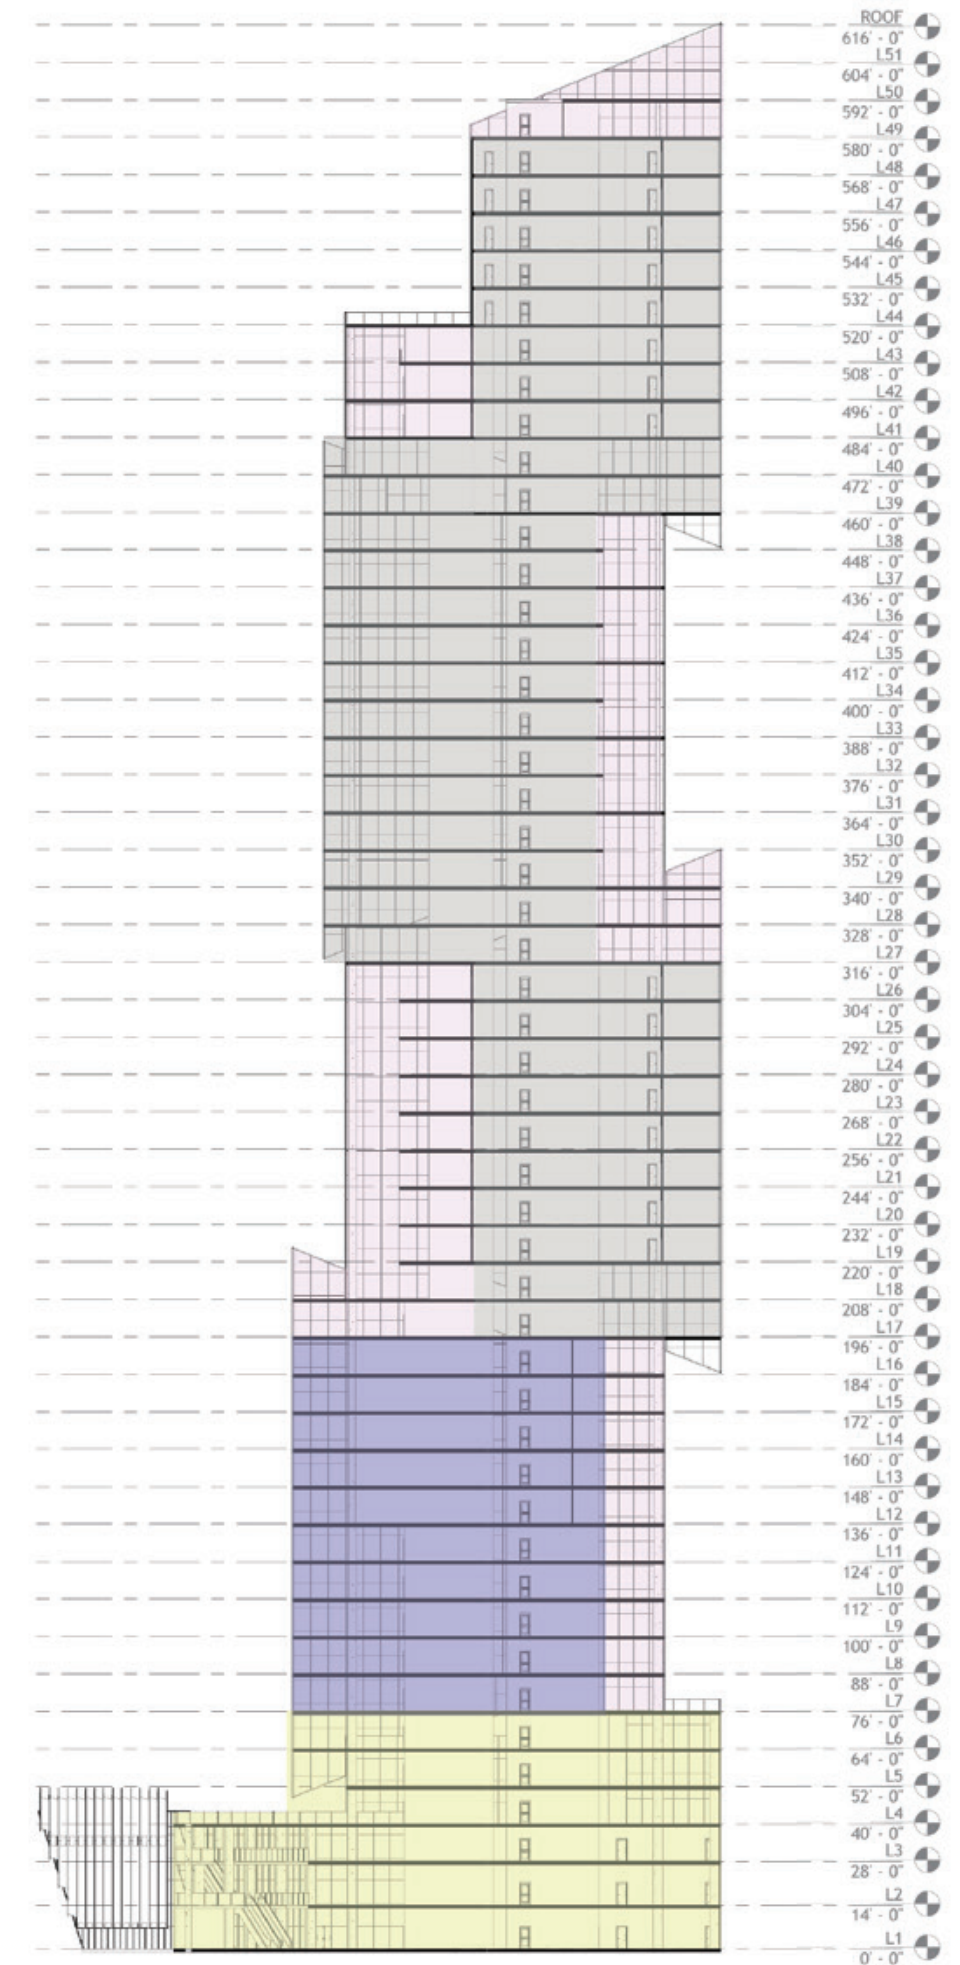 ROOF
616' - 0"
L51
604' - 0"
L50
592' - 0"
L49
580' - 0"
L48
568' - 0"
L47
556' - 0"
L46
544' - 0"
L45
532' - 0"
L44
520' - 0"
L43
508' - 0"
L42
496' - 0"
L41
484' - 0"
L40
472' - 0"
L39
460' - 0"
L38
448' - 0"
L37
436' - 0"
L36
424' - 0"
L35
412' - 0"
L34
400' - 0"
L33
388' - 0"
L32
376' - 0"
L31
364' - 0"
L30
352' - 0"
L29
340' - 0"
L28
328' - 0"
L27
316' - 0"
L26
304' - 0"
L25
292' - 0"
L24
280' - 0"
L23
268' - 0"
L22
256' - 0"
L21
244' - 0"
L20
232' - 0"
L19
220' - 0"
L18
208' - 0"
L17
196' - 0"
L16
184' - 0"
L15
172' - 0"
L14
160' - 0"
L13
148' - 0"
L12
136' - 0"
L11
124' - 0"
L10
112' - 0"
L9
100' - 0"
L8
88' - 0"
L7
76' - 0"
L6
64' - 0"
L5
52' - 0"
L4
40' - 0"
L3
28' - 0"
L2
14' - 0"
L1
0' - 0"